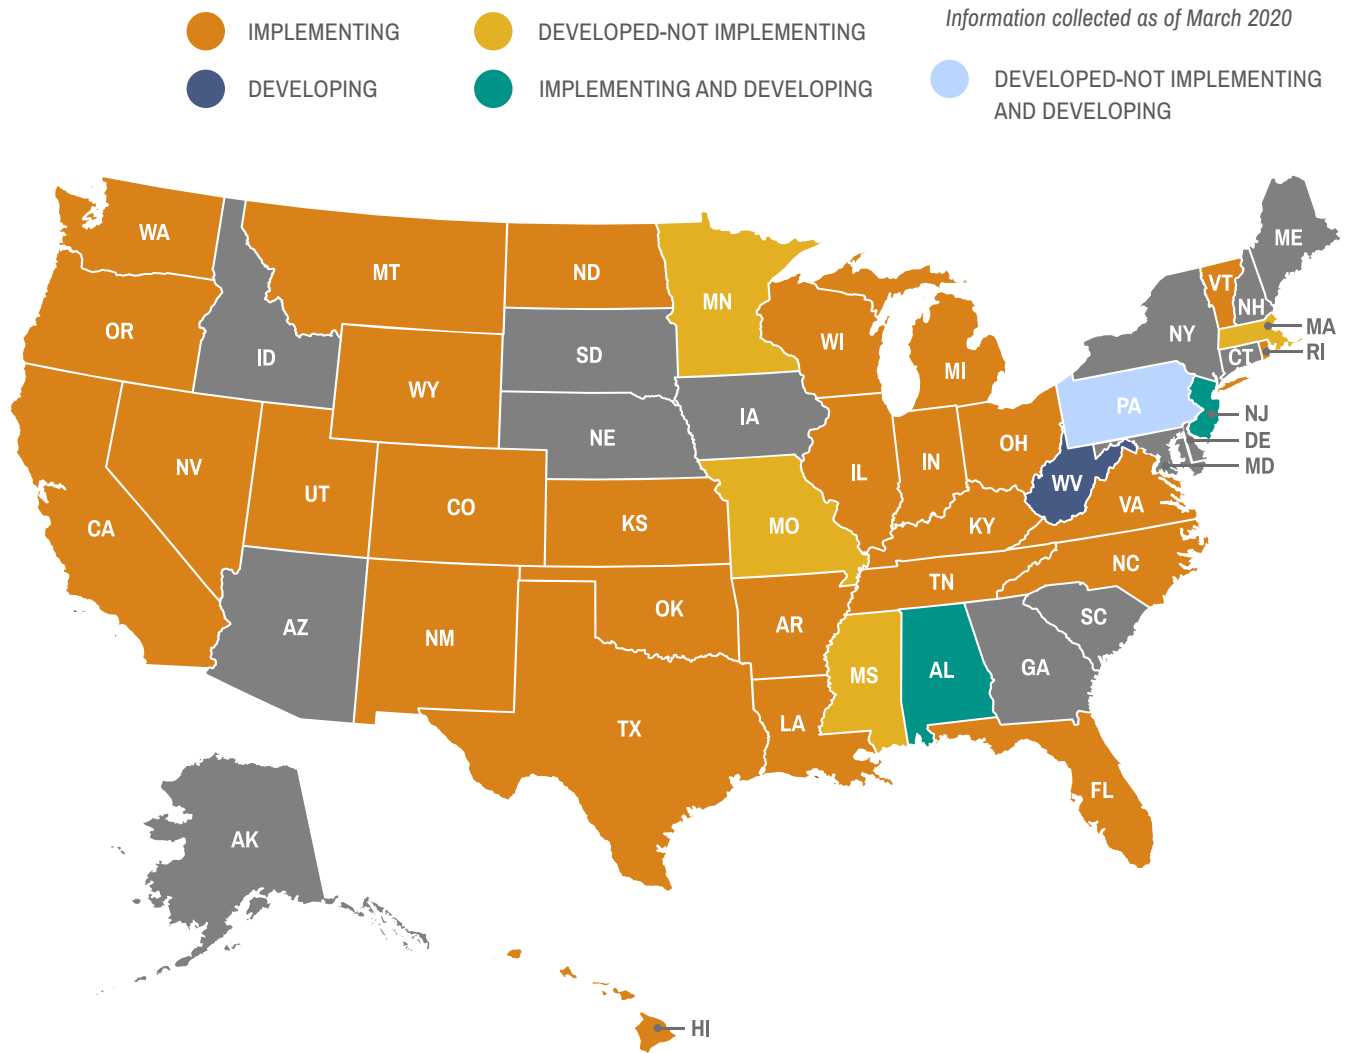 IMPLEMENTING
DEVELOPED-NOT IMPLEMENTING
Information collected as of March 2020
DEVELOPING
IMPLEMENTING AND DEVELOPING
DEVELOPED-NOT IMPLEMENTING
AND DEVELOPING
WA
MT
ND
MN
ME
VT
NH
OR
ID
SD
WI
MI
NY
MA
CT
RI
WY
IA
PA
NJ
NE
DE
MD
NV
UT
CO
KS
MO
IL
IN
OH
WV
VA
KY
CA
NC
TN
AZ
NM
OK
AR
SC
MS
AL
GA
TX
LA
FL
AK
HI